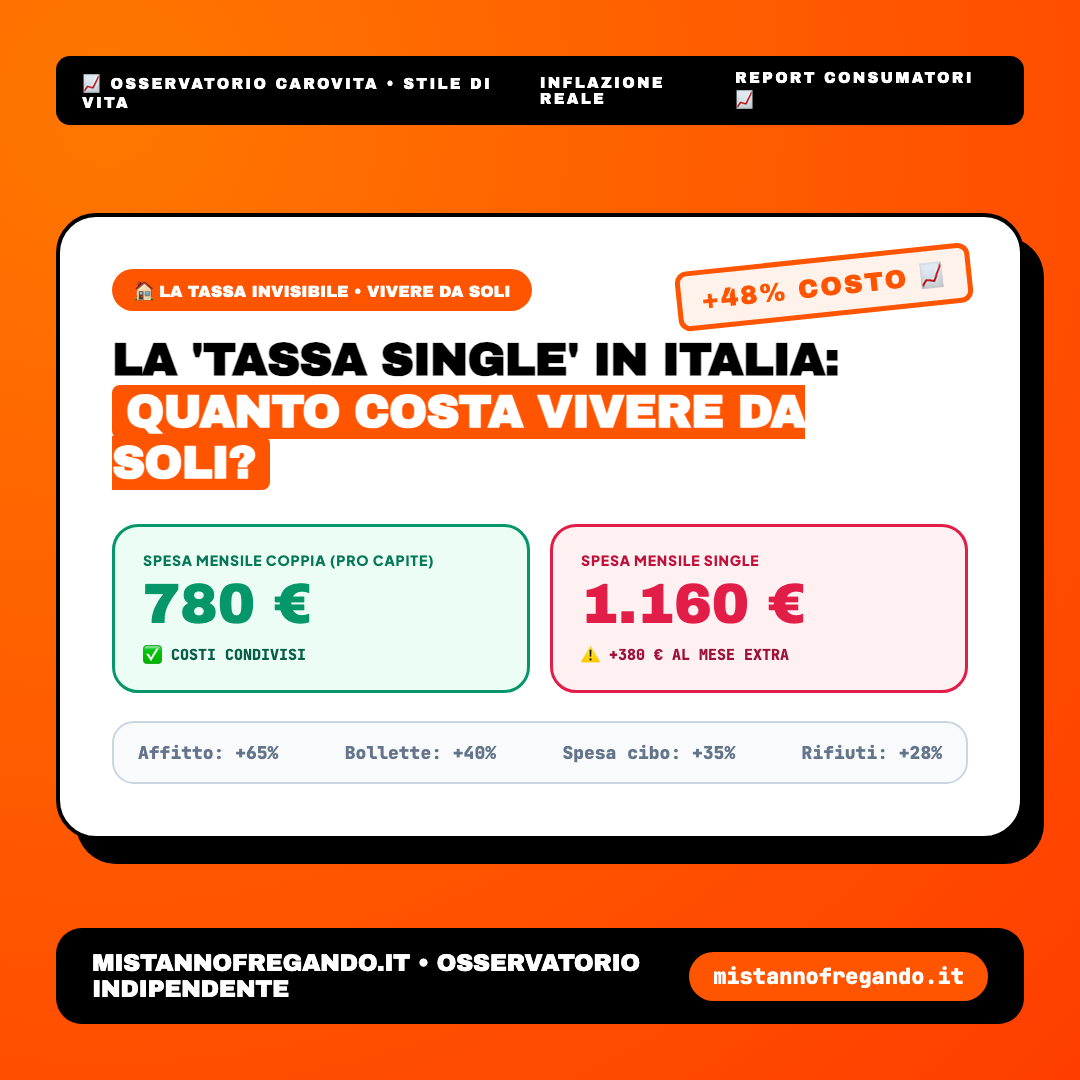 📈 OSSERVATORIO CAROVITA • STILE DI VITA
INFLAZIONE REALE
REPORT CONSUMATORI 📈
🏠 LA TASSA INVISIBILE • VIVERE DA SOLI
+48% COSTO 📈
LA 'TASSA SINGLE' IN ITALIA:
QUANTO COSTA VIVERE DA
SOLI?
SPESA MENSILE COPPIA (PRO CAPITE)
780 €
✅ COSTI CONDIVISI
SPESA MENSILE SINGLE
1.160 €
⚠️ +380 € AL MESE EXTRA
Affitto: +65% Bollette: +40% Spesa cibo: +35% Rifiuti: +28%
MISTANNOFREGANDO.IT • OSSERVATORIO
INDIPENDENTE
mistannofregando.it